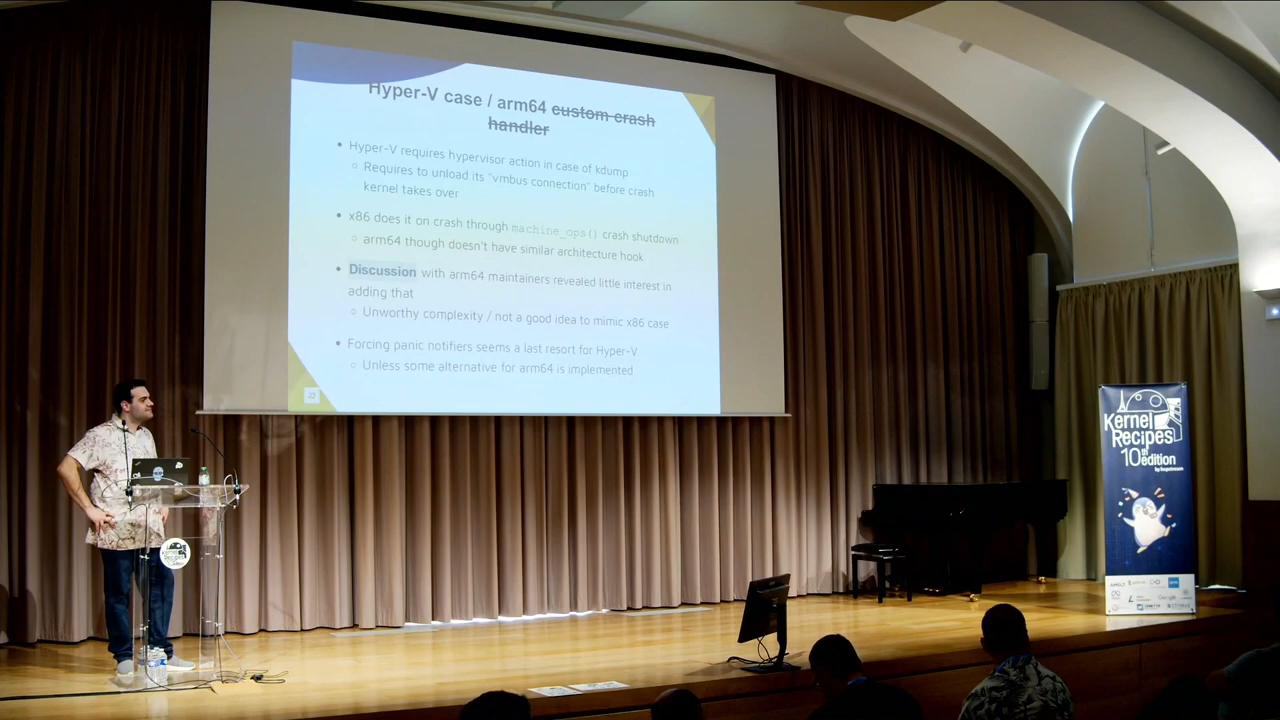 Hyper-V case / arm64 custom crash
handler
• Hyper-V requires hypervisor action in case of kdump
○ Requires to unload its "vmbus connection" before crash
kernel takes over
• x86 does it on crash through machine_ops() crash shutdown
○ arm64 though doesn't have similar architecture hook
• Discussion with arm64 maintainers revealed little interest in
adding that
○ Unworthy complexity / not a good idea to mimic x86 case
• Forcing panic notifiers seems a last resort for Hyper-V
○ Unless some alternative for arm64 is implemented
22
Kernel
Recipes
10th edition
Kernel
Recipes